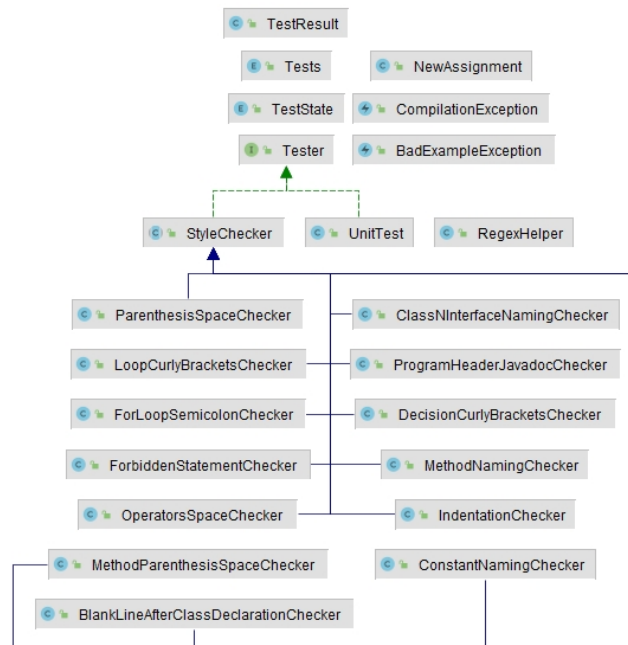 TestResult
Tests
NewAssignment
TestState
CompilationException
Tester
BadExampleException
StyleChecker
UnitTest
RegexHelper
ParenthesisSpaceChecker
ClassNInterfaceNamingChecker
LoopCurlyBracketsChecker
ProgramHeaderJavadocChecker
ForLoopSemicolonChecker
DecisionCurlyBracketsChecker
ForbiddenStatementChecker
MethodNamingChecker
OperatorsSpaceChecker
IndentationChecker
MethodParenthesisSpaceChecker
ConstantNamingChecker
BlankLineAfterClassDeclarationChecker